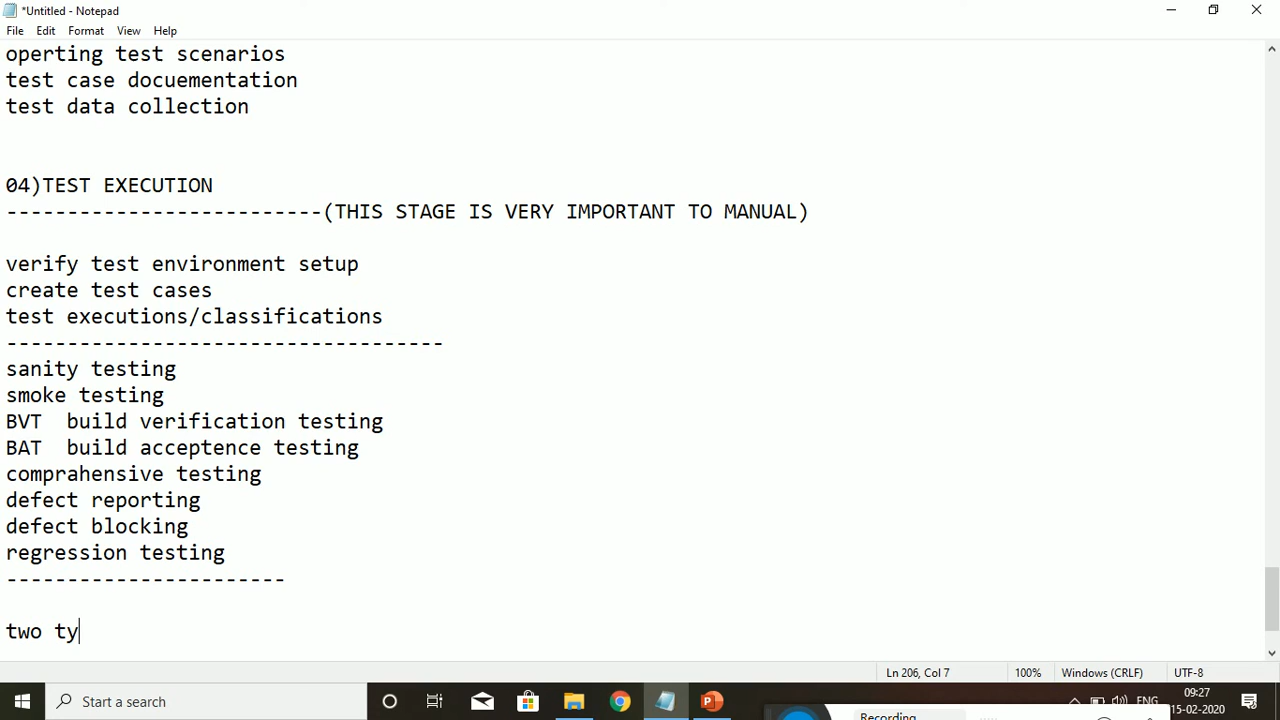 *Untitled - Notepad
File Edit Format View Help
operting test scenarios
test case docuementation
test data collection
04)TEST EXECUTION
--------------------------(THIS STAGE IS VERY IMPORTANT TO MANUAL)
verify test environment setup
create test cases
test executions/classifications
------------------------------------
sanity testing
smoke testing
BVT  build verification testing
BAT  build acceptence testing
comprahensive testing
defect reporting
defect blocking
regression testing
-----------------------
two ty
Ln 206, Col 7 100% Windows (CRLF) UTF-8
Start a search
ENG
09:27
15-02-2020
Recording